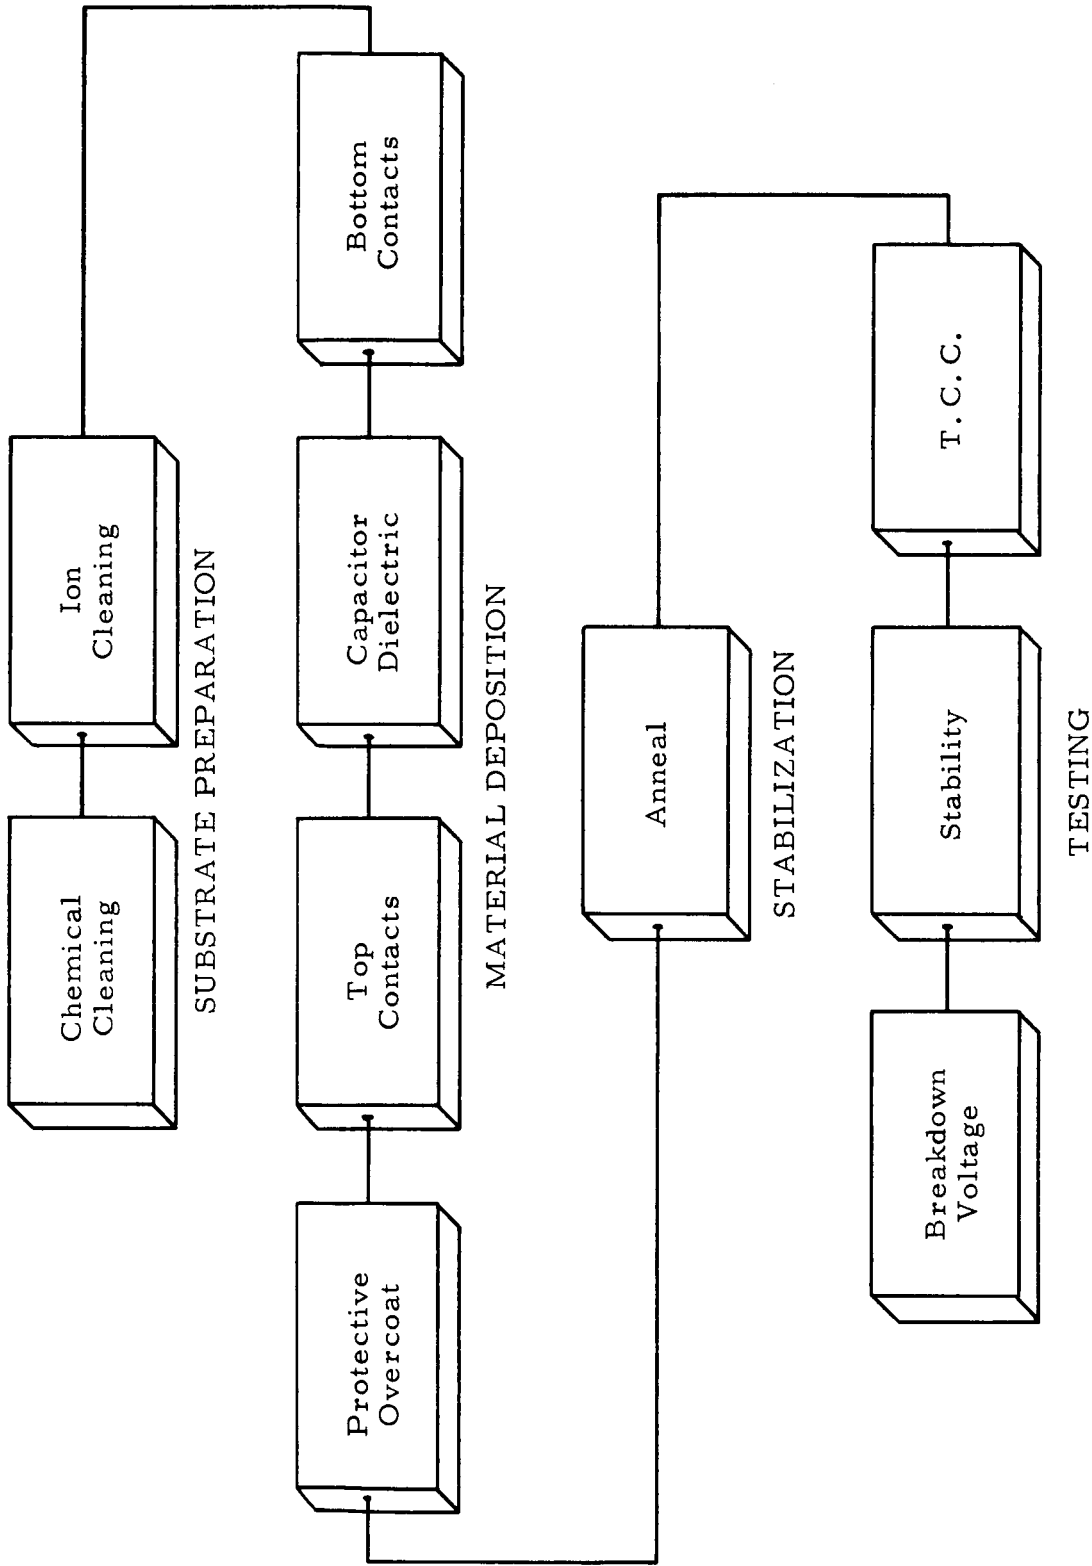 Chemical
Cleaning
Ion
Cleaning
SUBSTRATE PREPARATION
Protective
Overcoat
Top
Contacts
Capacitor
Dielectric
Bottom
Contacts
MATERIAL DEPOSITION
Anneal
STABILIZATION
Breakdown
Voltage
Stability
T.C.C.
TESTING